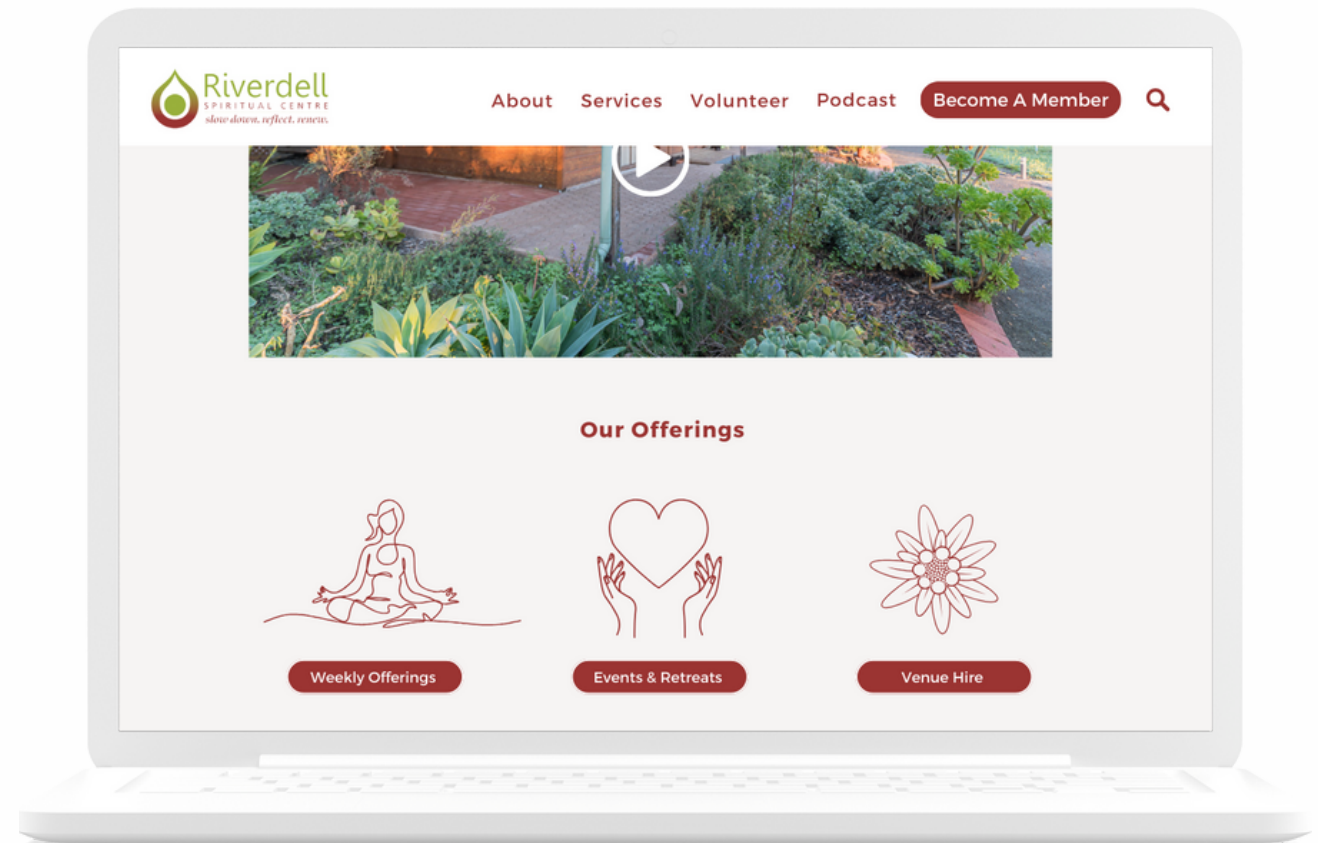 Riverdell
SPIRITUAL CENTRE
slow down. reflect. renew.
About Services Volunteer Podcast Become A Member
Our Offerings
Weekly Offerings Events & Retreats Venue Hire